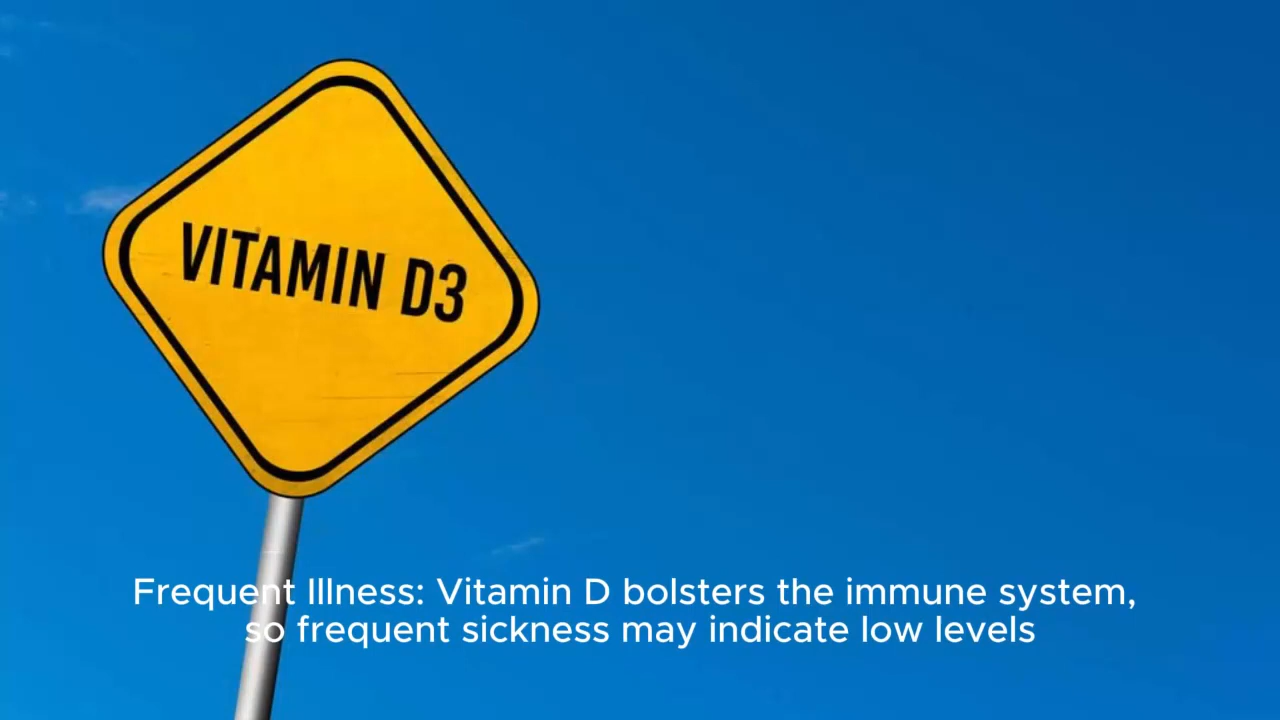 VITAMIN D3
Frequent Illness: Vitamin D bolsters the immune system,
so frequent sickness may indicate low levels